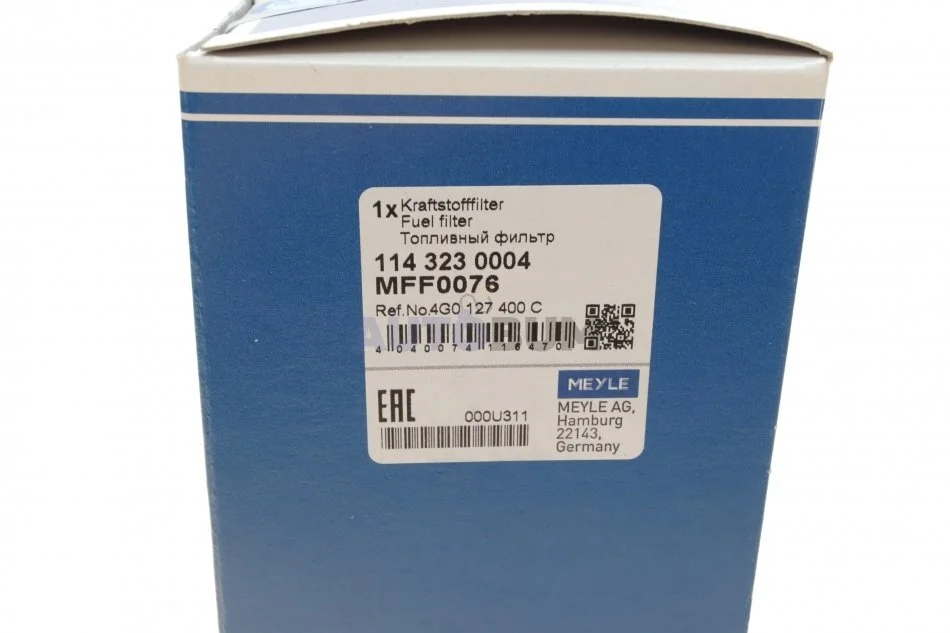 1x Kraftstofffilter
Fuel filter
Топливный фильтр
114 323 0004
MFF0076
Ref.No.4G0 127 400 C
AUTORUN
4 040074 116470
EAC
000U311
MEYLE
MEYLE AG,
Hamburg
22143,
Germany